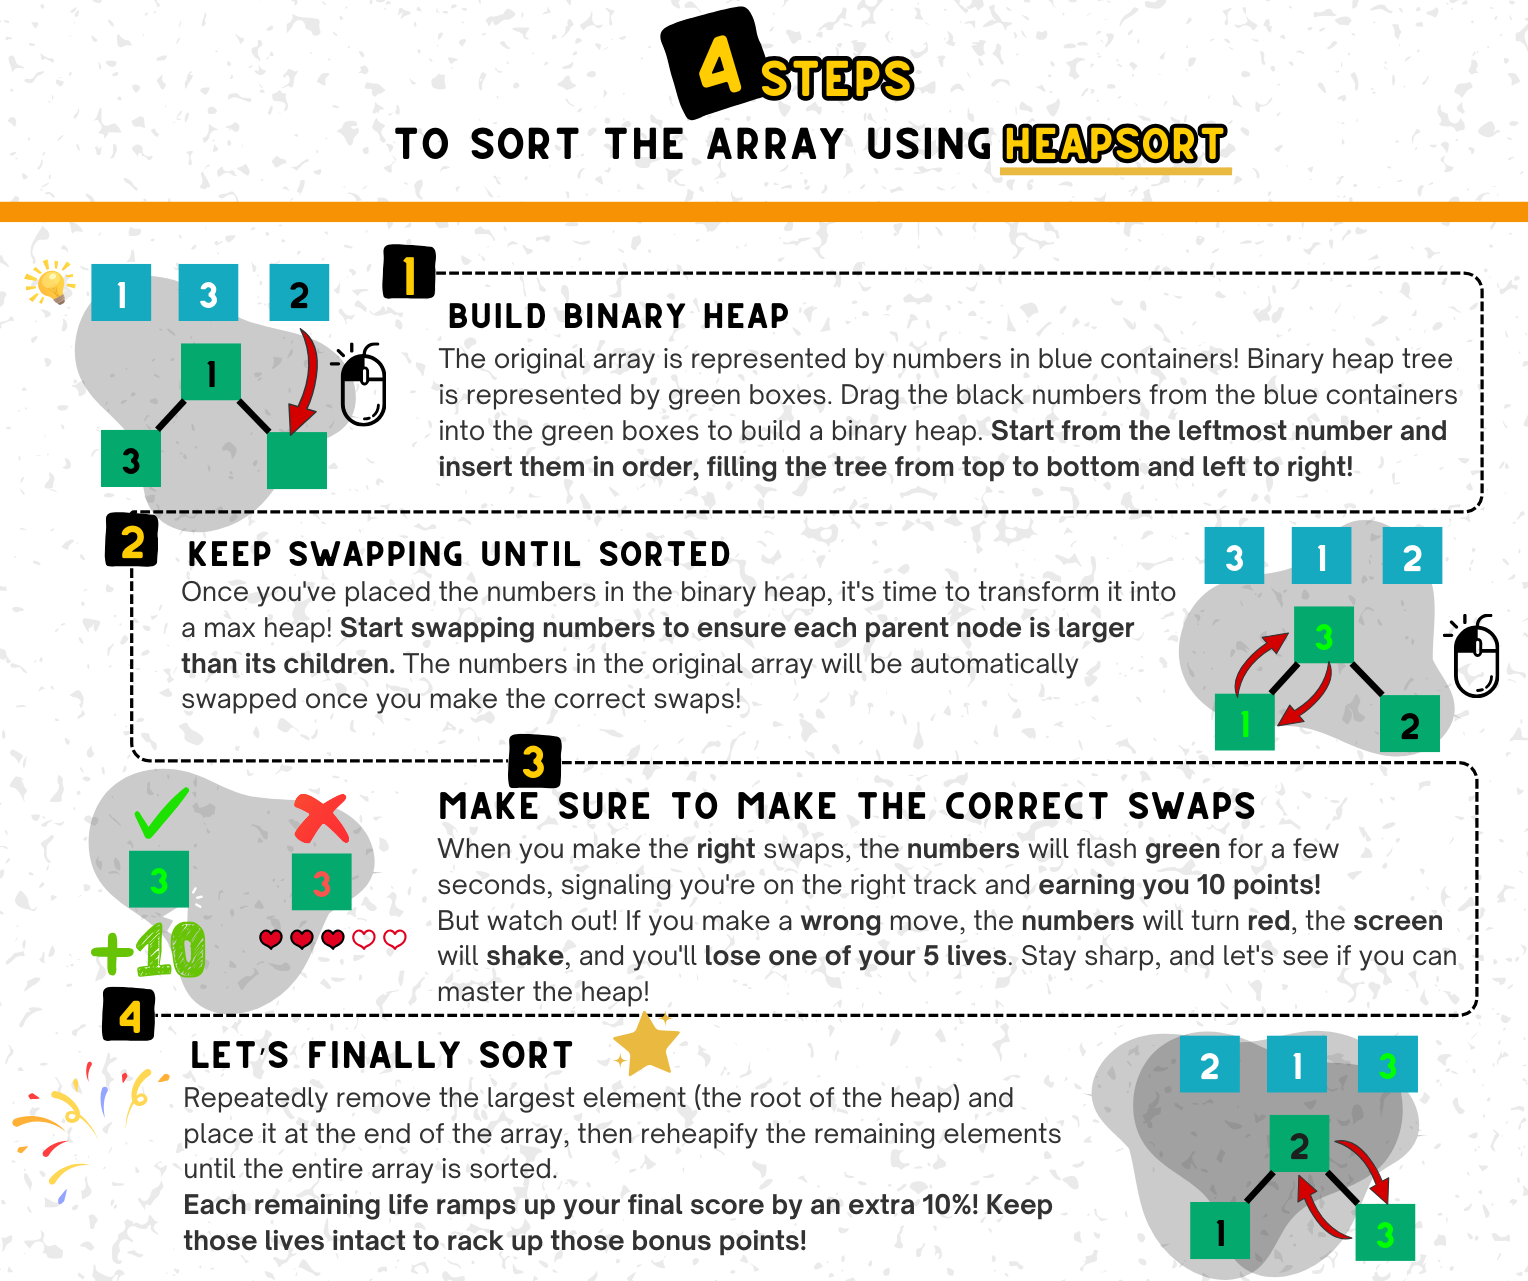 4 STEPS
TO SORT THE ARRAY USING HEAPSORT
1 3 2
1
3
1
BUILD BINARY HEAP
The original array is represented by numbers in blue containers! Binary heap tree
is represented by green boxes. Drag the black numbers from the blue containers
into the green boxes to build a binary heap. Start from the leftmost number and
insert them in order, filling the tree from top to bottom and left to right!
2
KEEP SWAPPING UNTIL SORTED
Once you've placed the numbers in the binary heap, it's time to transform it into
a max heap! Start swapping numbers to ensure each parent node is larger
than its children. The numbers in the original array will be automatically
swapped once you make the correct swaps!
3 1 2
3
1 2
3
MAKE SURE TO MAKE THE CORRECT SWAPS
When you make the right swaps, the numbers will flash green for a few
seconds, signaling you're on the right track and earning you 10 points!
But watch out! If you make a wrong move, the numbers will turn red, the screen
will shake, and you'll lose one of your 5 lives. Stay sharp, and let's see if you can
master the heap!
3 3
+10
4
LET'S FINALLY SORT
Repeatedly remove the largest element (the root of the heap) and
place it at the end of the array, then reheapify the remaining elements
until the entire array is sorted.
Each remaining life ramps up your final score by an extra 10%! Keep
those lives intact to rack up those bonus points!
2 1 3
2
1 3